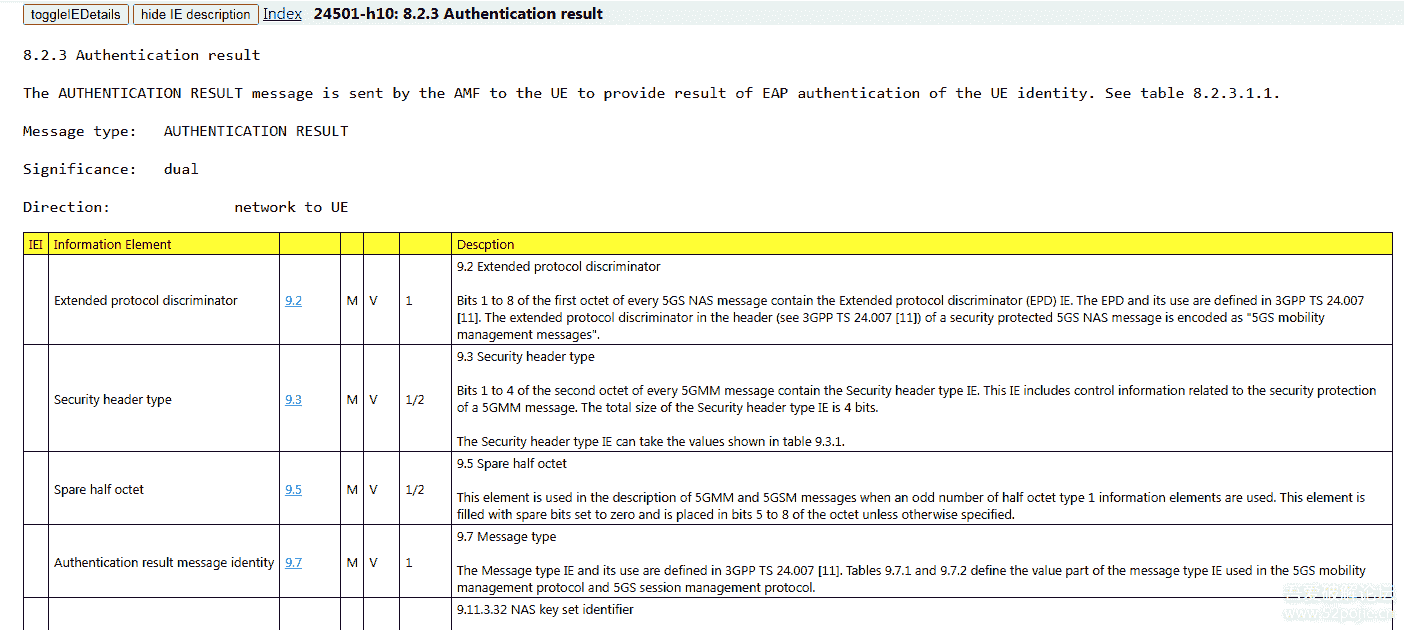 toggleIEDetails hide IE description Index 24501-h10: 8.2.3 Authentication result
8.2.3 Authentication result
The AUTHENTICATION RESULT message is sent by the AMF to the UE to provide result of EAP authentication of the UE identity. See table 8.2.3.1.1.
Message type: AUTHENTICATION RESULT
Significance: dual
Direction: network to UE
IEI Information Element Descption
9.2 Extended protocol discriminator
Extended protocol discriminator 9.2 M V 1
Bits 1 to 8 of the first octet of every 5GS NAS message contain the Extended protocol discriminator (EPD) IE. The EPD and its use are defined in 3GPP TS 24.007
[11]. The extended protocol discriminator in the header (see 3GPP TS 24.007 [11]) of a security protected 5GS NAS message is encoded as "5GS mobility
management messages".
9.3 Security header type
Security header type 9.3 M V 1/2
Bits 1 to 4 of the second octet of every 5GMM message contain the Security header type IE. This IE includes control information related to the security protection
of a 5GMM message. The total size of the Security header type IE is 4 bits.
The Security header type IE can take the values shown in table 9.3.1.
9.5 Spare half octet
Spare half octet 9.5 M V 1/2
This element is used in the description of 5GMM and 5GSM messages when an odd number of half octet type 1 information elements are used. This element is
filled with spare bits set to zero and is placed in bits 5 to 8 of the octet unless otherwise specified.
9.7 Message type
Authentication result message identity 9.7 M V 1
The Message type IE and its use are defined in 3GPP TS 24.007 [11]. Tables 9.7.1 and 9.7.2 define the value part of the message type IE used in the 5GS mobility
management protocol and 5GS session management protocol.
9.11.3.32 NAS key set identifier
www.52pojie.cn